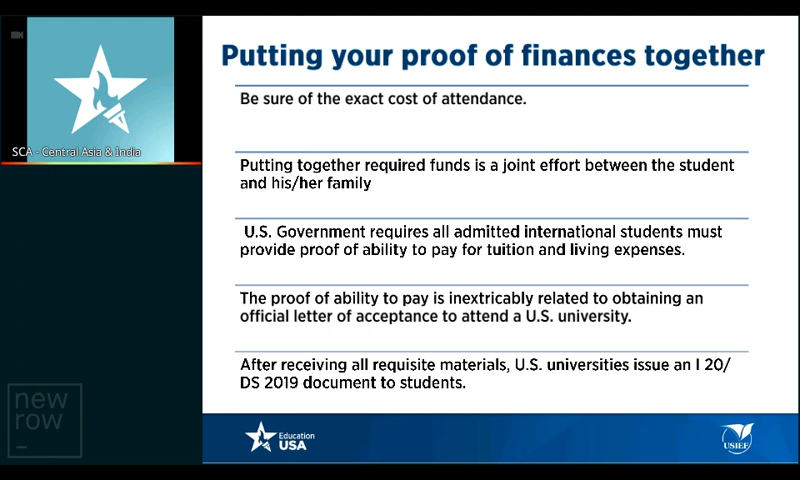 Putting your proof of finances together
Be sure of the exact cost of attendance.
SCA - Central Asia & India
Putting together required funds is a joint effort between the student
and his/her family
U.S. Government requires all admitted international students must
provide proof of ability to pay for tuition and living expenses.
The proof of ability to pay is inextricably related to obtaining an
official letter of acceptance to attend a U.S. university.
After receiving all requisite materials, U.S. universities issue an I 20/
DS 2019 document to students.
new
row
Education
USA
USIEF